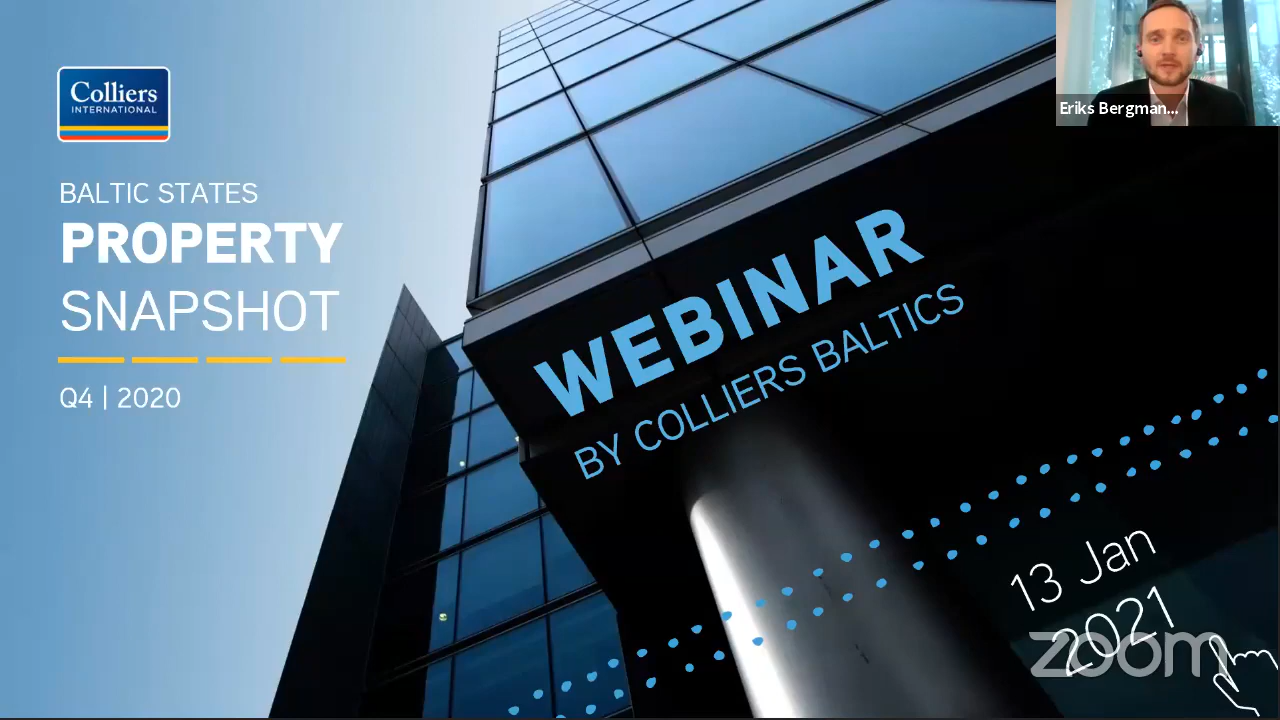 Colliers
INTERNATIONAL
BALTIC STATES
PROPERTY
SNAPSHOT
Q4 | 2020
Eriks Bergman...
WEBINAR
BY COLLIERS BALTICS
13 Jan
2021
zoom